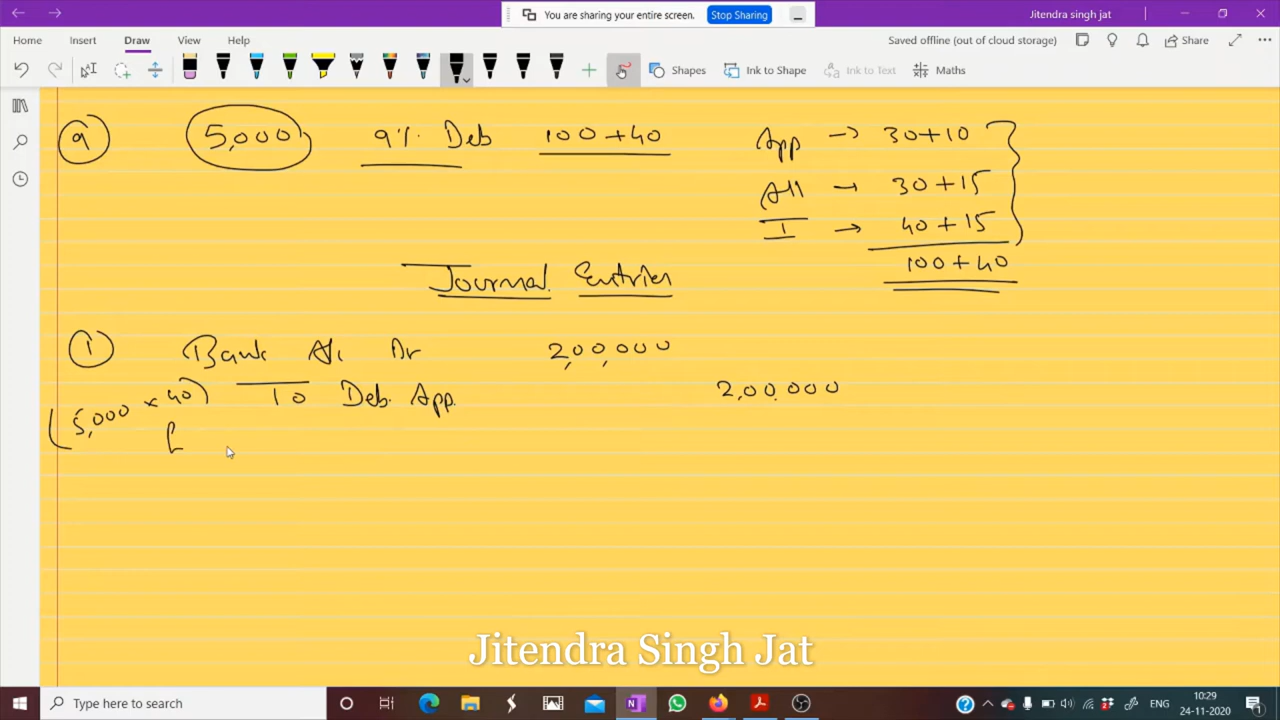 You are sharing your entire screen. Stop Sharing
Jitendra singh jat
Home Insert Draw View Help
Saved offline (out of cloud storage) Share
Shapes Ink to Shape Ink to Text Maths
9 5,000 9% Deb 100+40
App → 30+10
All → 30+15
I → 40+15
100+40
Journal Entries
1 Bank A/c Dr 2,00,000
(5,000 × 40) To Deb. App. 2,00,000
[
Jitendra Singh Jat
Type here to search
ENG
10:29
24-11-2020